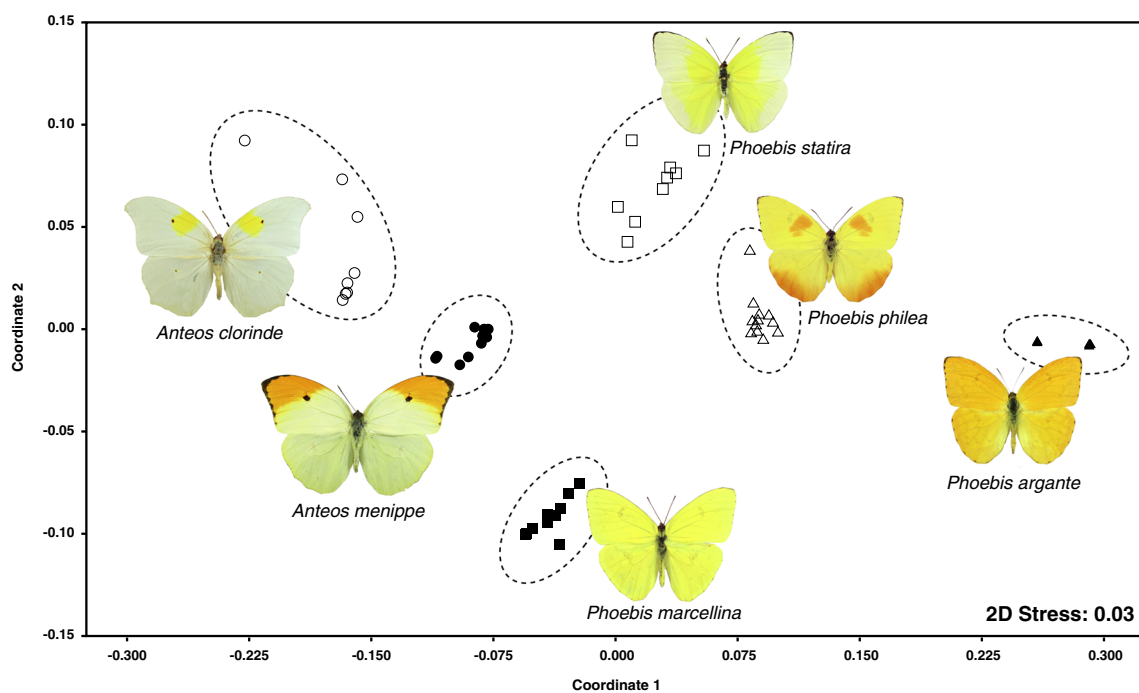 0.15
0.10
0.05
0.00
-0.05
-0.10
-0.15
Coordinate 2
Phoebis statira
Anteos clorinde
Phoebis philea
Anteos menippe
Phoebis argante
Phoebis marcellina
2D Stress: 0.03
-0.300 -0.225 -0.150 -0.075 0.000 0.075 0.150 0.225 0.300
Coordinate 1